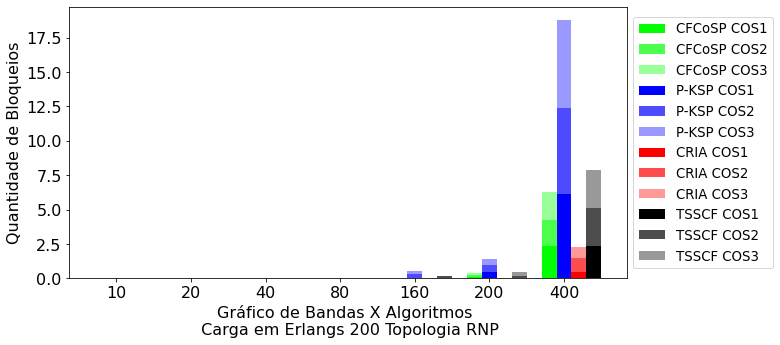 17.5
15.0
12.5
10.0
7.5
5.0
2.5
0.0
Quantidade de Bloqueios
10 20 40 80 160 200 400
Gráfico de Bandas X Algoritmos
Carga em Erlangs 200 Topologia RNP
CFCoSP COS1
CFCoSP COS2
CFCoSP COS3
P-KSP COS1
P-KSP COS2
P-KSP COS3
CRIA COS1
CRIA COS2
CRIA COS3
TSSCF COS1
TSSCF COS2
TSSCF COS3